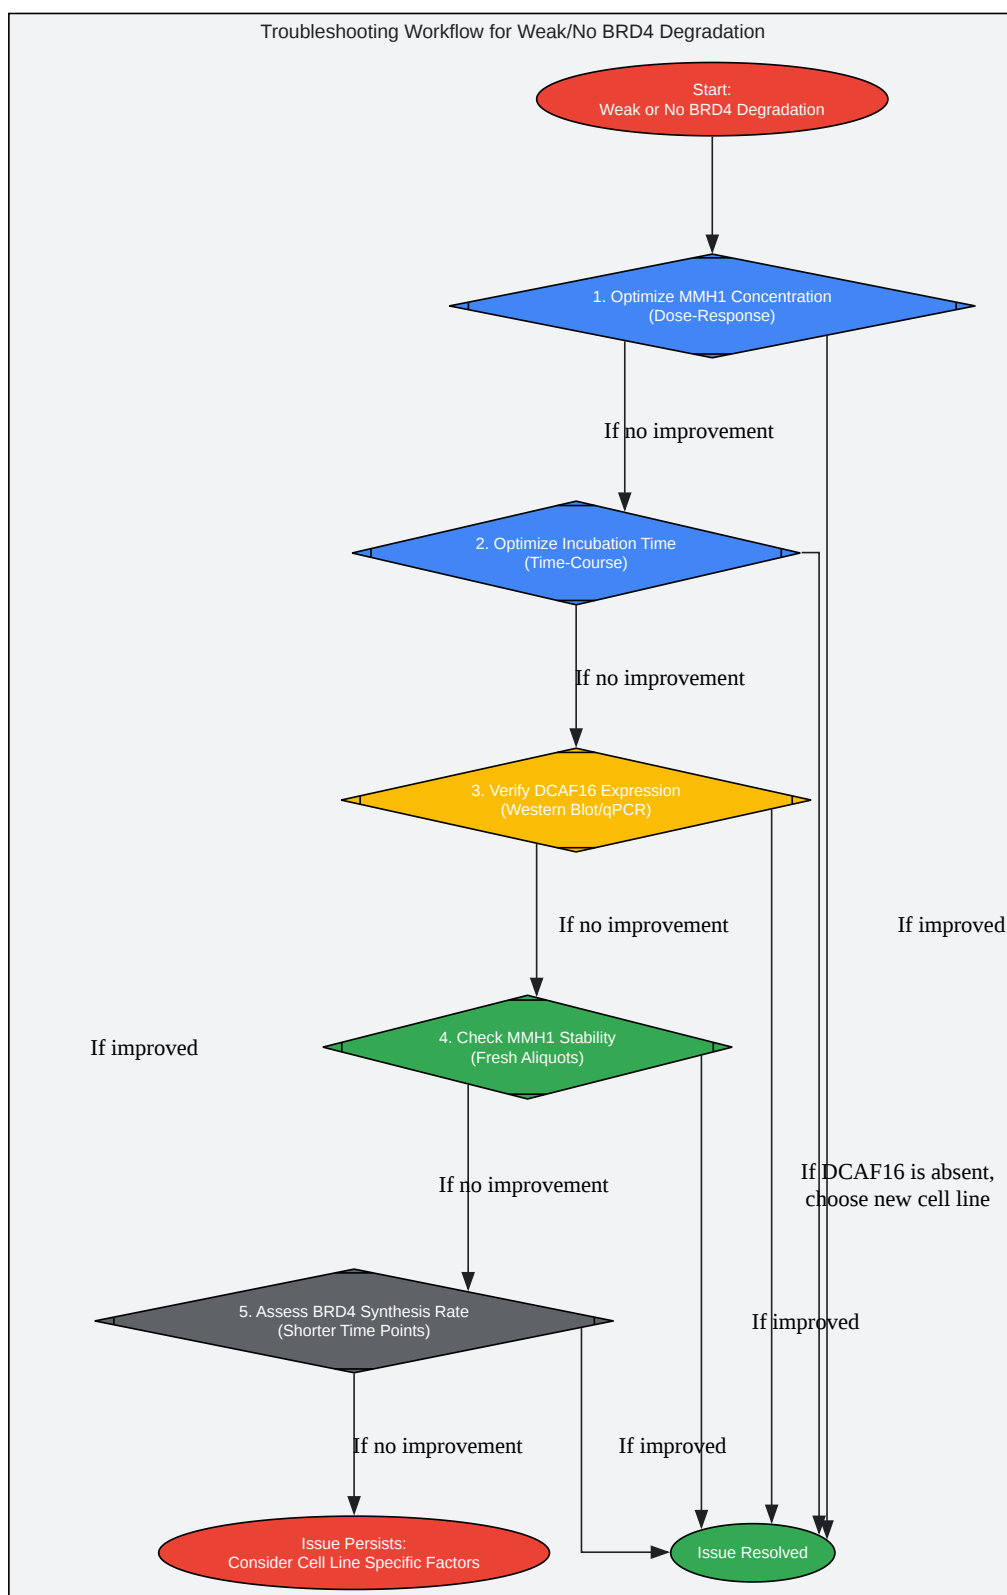 Troubleshooting Workflow for Weak/No BRD4 Degradation
Start:
Weak or No BRD4 Degradation
1. Optimize MMH1 Concentration
(Dose-Response)
If no improvement
2. Optimize Incubation Time
(Time-Course)
If no improvement
3. Verify DCAF16 Expression
(Western Blot/qPCR)
If no improvement
If improved
4. Check MMH1 Stability
(Fresh Aliquots)
If improved
If no improvement
If DCAF16 is absent,
choose new cell line
5. Assess BRD4 Synthesis Rate
(Shorter Time Points)
If improved
If no improvement
If improved
Issue Persists:
Consider Cell Line Specific Factors
Issue Resolved